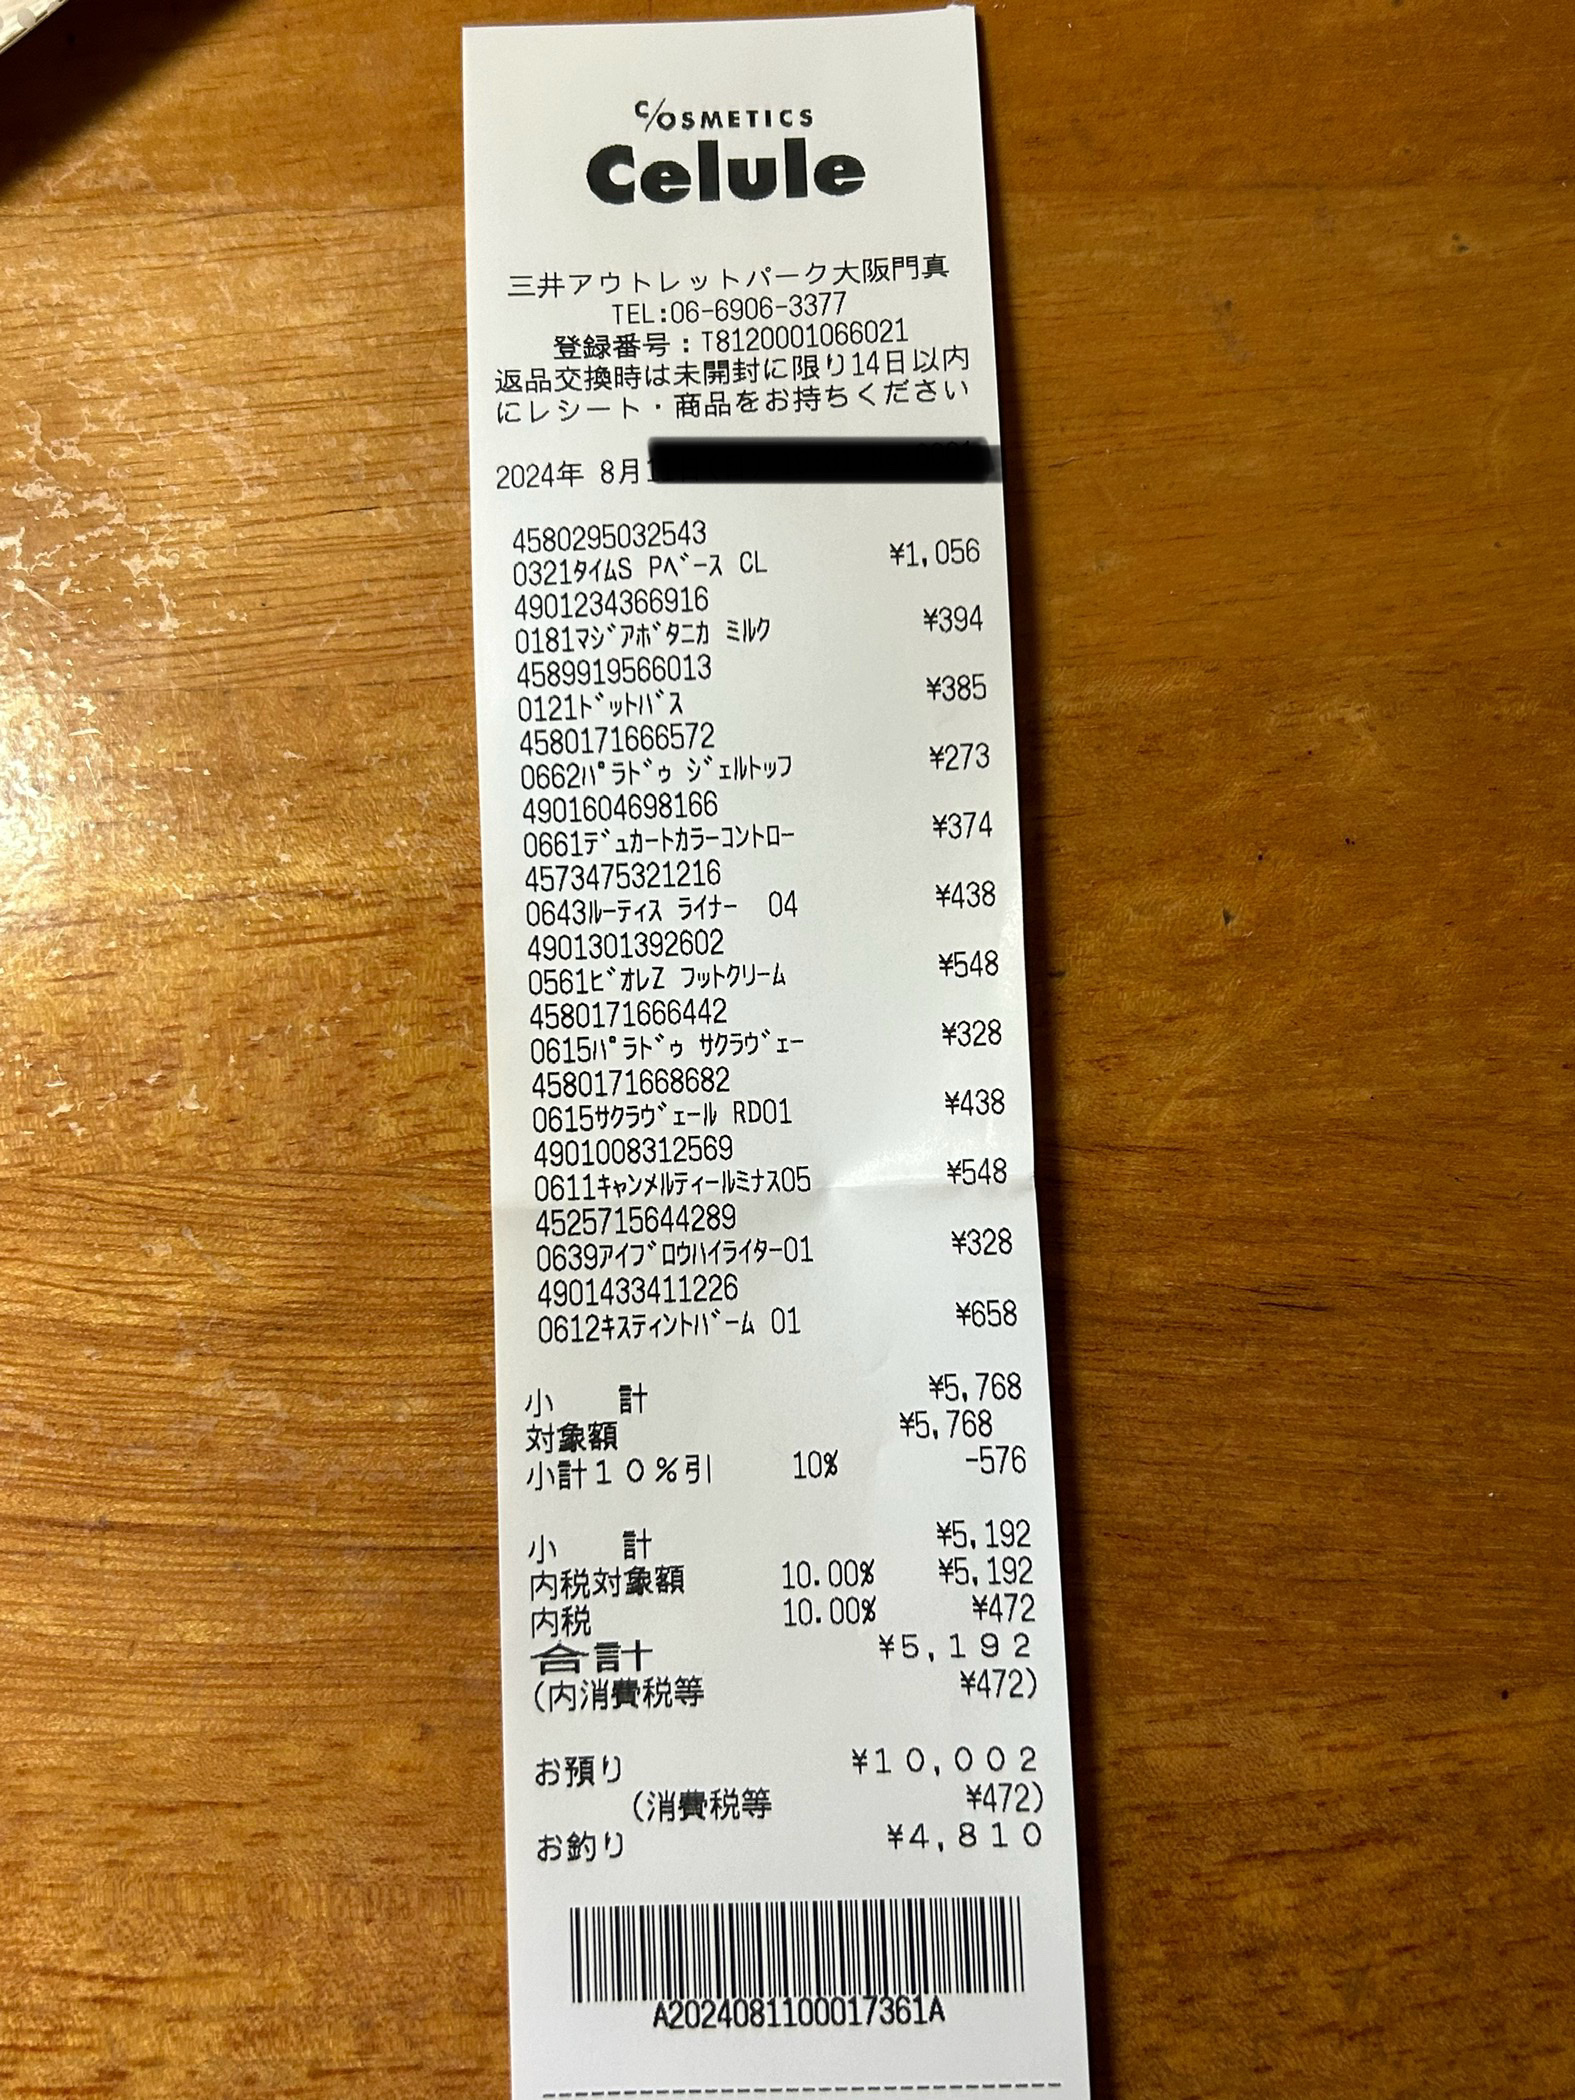 C/OSMETICS
Celule
三井アウトレットパーク大阪門真
TEL:06-6906-3377
登録番号:T8120001066021
返品交換時は未開封に限り14日以内
にレシート・商品をお持ちください
2024年 8月
4580295032543
0321ﾀｲﾑS Pﾍﾞｰｽ CL ¥1,056
4901234366916
0181ﾏｼﾞｱﾎﾞﾀﾆｶ ﾐﾙｸ ¥394
4589919566013
0121ﾄﾞｯﾄﾊﾞｽ ¥385
4580171666572
0662ﾊﾟﾗﾄﾞｩ ｼﾞｪﾙﾄｯﾌ ¥273
4901604698166
0661ﾃﾞｭｶｰﾄｶﾗｰｺﾝﾄﾛｰ ¥374
4573475321216
0643ﾙｰﾃｨｽ ﾗｲﾅｰ 04 ¥438
4901301392602
0561ﾋﾞｵﾚZ ﾌｯﾄｸﾘｰﾑ ¥548
4580171666442
0615ﾊﾟﾗﾄﾞｩ ｻｸﾗｳﾞｪｰ ¥328
4580171668682
0615ｻｸﾗｳﾞｪｰﾙ RD01 ¥438
4901008312569
0611ｷｬﾝﾒﾙﾃｨｰﾙﾐﾅｽ05 ¥548
4525715644289
0639ｱｲﾌﾞﾛｳﾊｲﾗｲﾀｰ01 ¥328
4901433411226
0612ｷｽﾃｨﾝﾄﾊﾞｰﾑ 01 ¥658
小 計 ¥5,768
対象額 ¥5,768
小計10%引 10% -576
小 計 ¥5,192
内税対象額 10.00% ¥5,192
内税 10.00% ¥472
合計 ¥5,192
(内消費税等 ¥472)
お預り ¥10,002
(消費税等 ¥472)
お釣り ¥4,810
A2024081100017361A